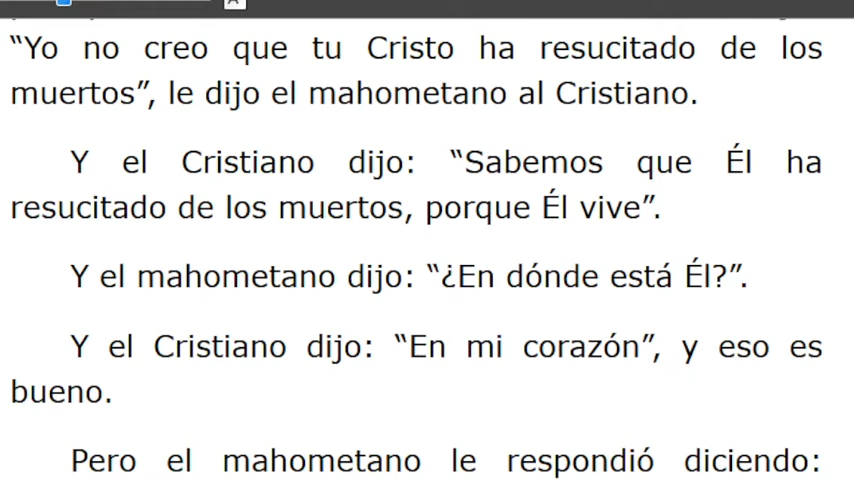 “Yo no creo que tu Cristo ha resucitado de los
muertos”, le dijo el mahometano al Cristiano.
Y el Cristiano dijo: “Sabemos que Él ha
resucitado de los muertos, porque Él vive”.
Y el mahometano dijo: “¿En dónde está Él?”.
Y el Cristiano dijo: “En mi corazón”, y eso es
bueno.
Pero el mahometano le respondió diciendo: